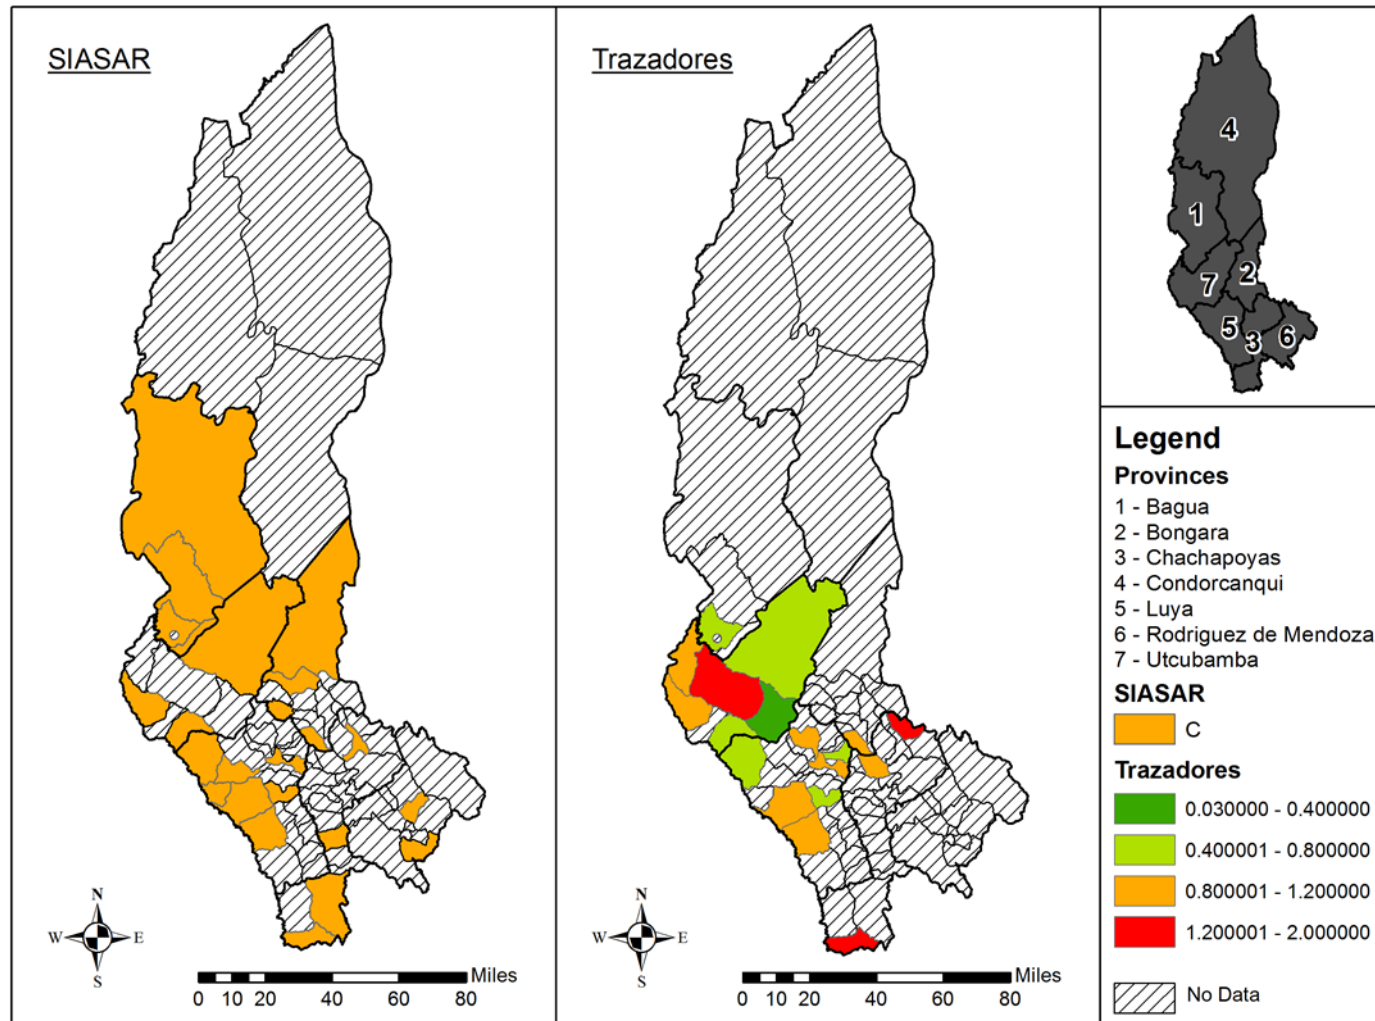 SIASAR
N
W
E
S
0 10 20 40 60 80
Miles
Trazadores
N
W
E
S
0 10 20 40 60 80
Miles
4
1
2
7
5
3
6
Legend
Provinces
1 - Bagua
2 - Bongara
3 - Chachapoyas
4 - Condorcanqui
5 - Luya
6 - Rodriguez de Mendoza
7 - Utcubamba
SIASAR
C
Trazadores
0.030000 - 0.400000
0.400001 - 0.800000
0.800001 - 1.200000
1.200001 - 2.000000
No Data